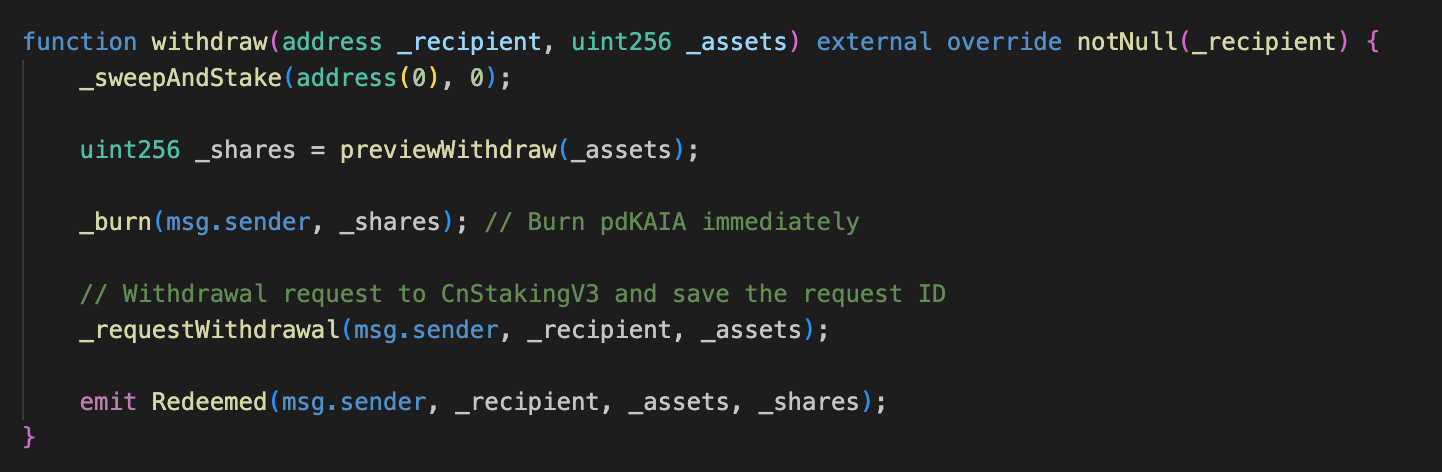 function withdraw(address _recipient, uint256 _assets) external override notNull(_recipient) {
    _sweepAndStake(address(0), 0);
    uint256 _shares = previewWithdraw(_assets);
    _burn(msg.sender, _shares); // Burn pdKAIA immediately
    // Withdrawal request to CnStakingV3 and save the request ID
    _requestWithdrawal(msg.sender, _recipient, _assets);
    emit Redeemed(msg.sender, _recipient, _assets, _shares);
}